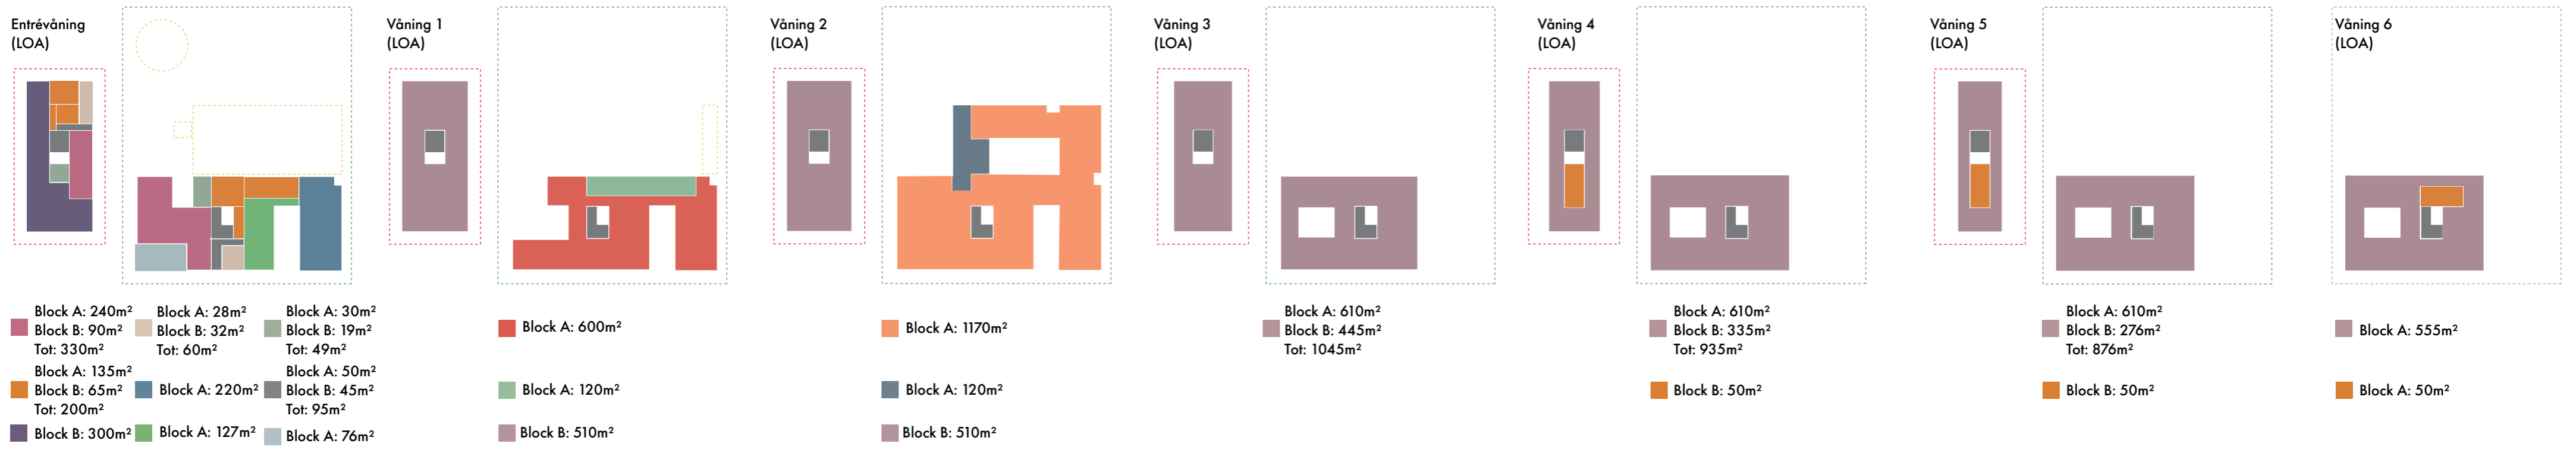 Entrévåning
(LOA)
Block A: 240m²
Block B: 90m²
Tot: 330m²
Block A: 28m²
Block B: 32m²
Tot: 60m²
Block A: 30m²
Block B: 19m²
Tot: 49m²
Block A: 135m²
Block B: 65m²
Tot: 200m²
Block A: 220m²
Block A: 50m²
Block B: 45m²
Tot: 95m²
Block B: 300m²
Block A: 127m²
Block A: 76m²
Våning 1
(LOA)
Block A: 600m²
Block A: 120m²
Block B: 510m²
Våning 2
(LOA)
Block A: 1170m²
Block A: 120m²
Block B: 510m²
Våning 3
(LOA)
Block A: 610m²
Block B: 445m²
Tot: 1045m²
Våning 4
(LOA)
Block A: 610m²
Block B: 335m²
Tot: 935m²
Block B: 50m²
Våning 5
(LOA)
Block A: 610m²
Block B: 276m²
Tot: 876m²
Block B: 50m²
Våning 6
(LOA)
Block A: 555m²
Block A: 50m²